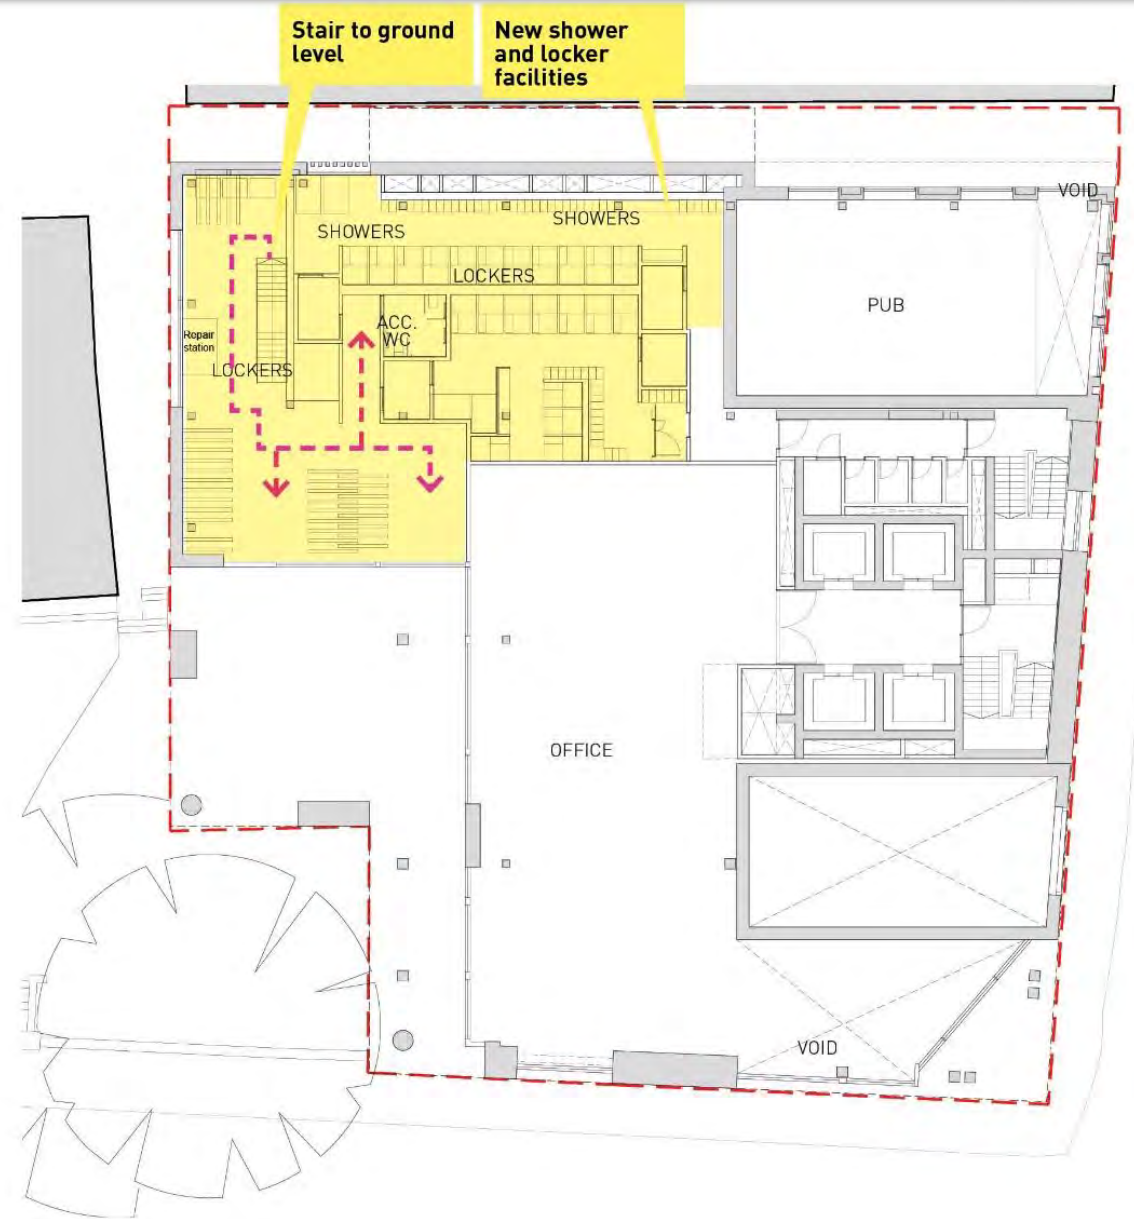 Stair to ground
level
New shower
and locker
facilities
VOID
SHOWERS
SHOWERS
LOCKERS
PUB
ACC.
WC
Ropair
station
LOCKERS
OFFICE
VOID